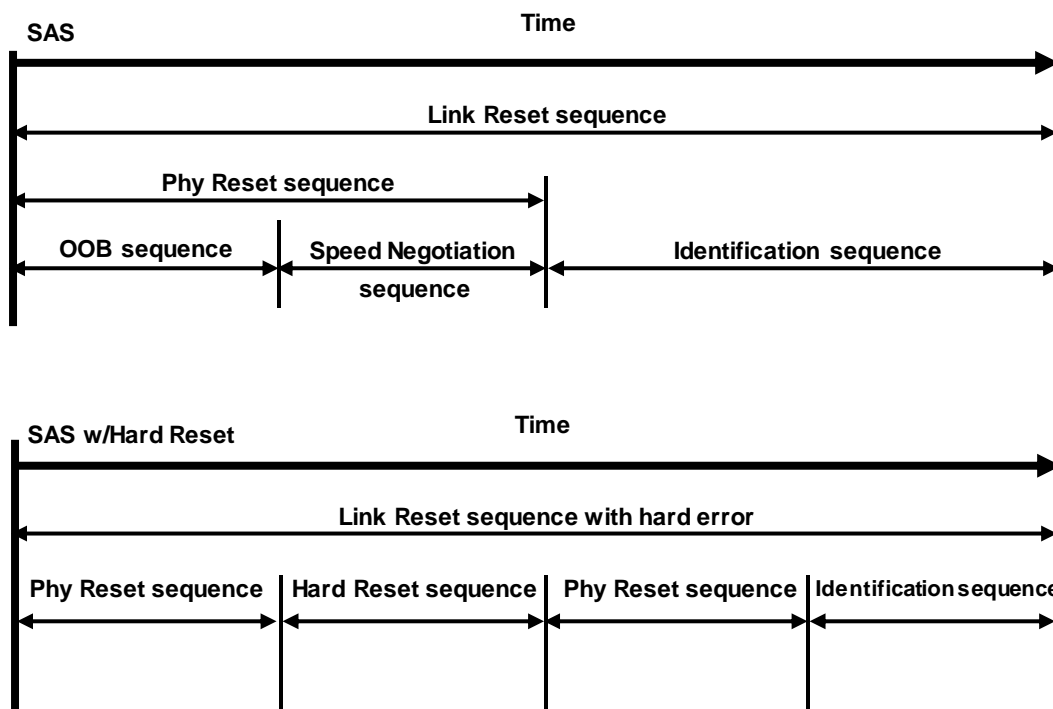 Time
SAS
Link Reset sequence
Phy Reset sequence
OOB sequence
Speed Negotiation
sequence
Identification sequence
Time
SAS w/Hard Reset
Link Reset sequence with hard error
Phy Reset sequence
Hard Reset sequence
Phy Reset sequence
Identification sequence